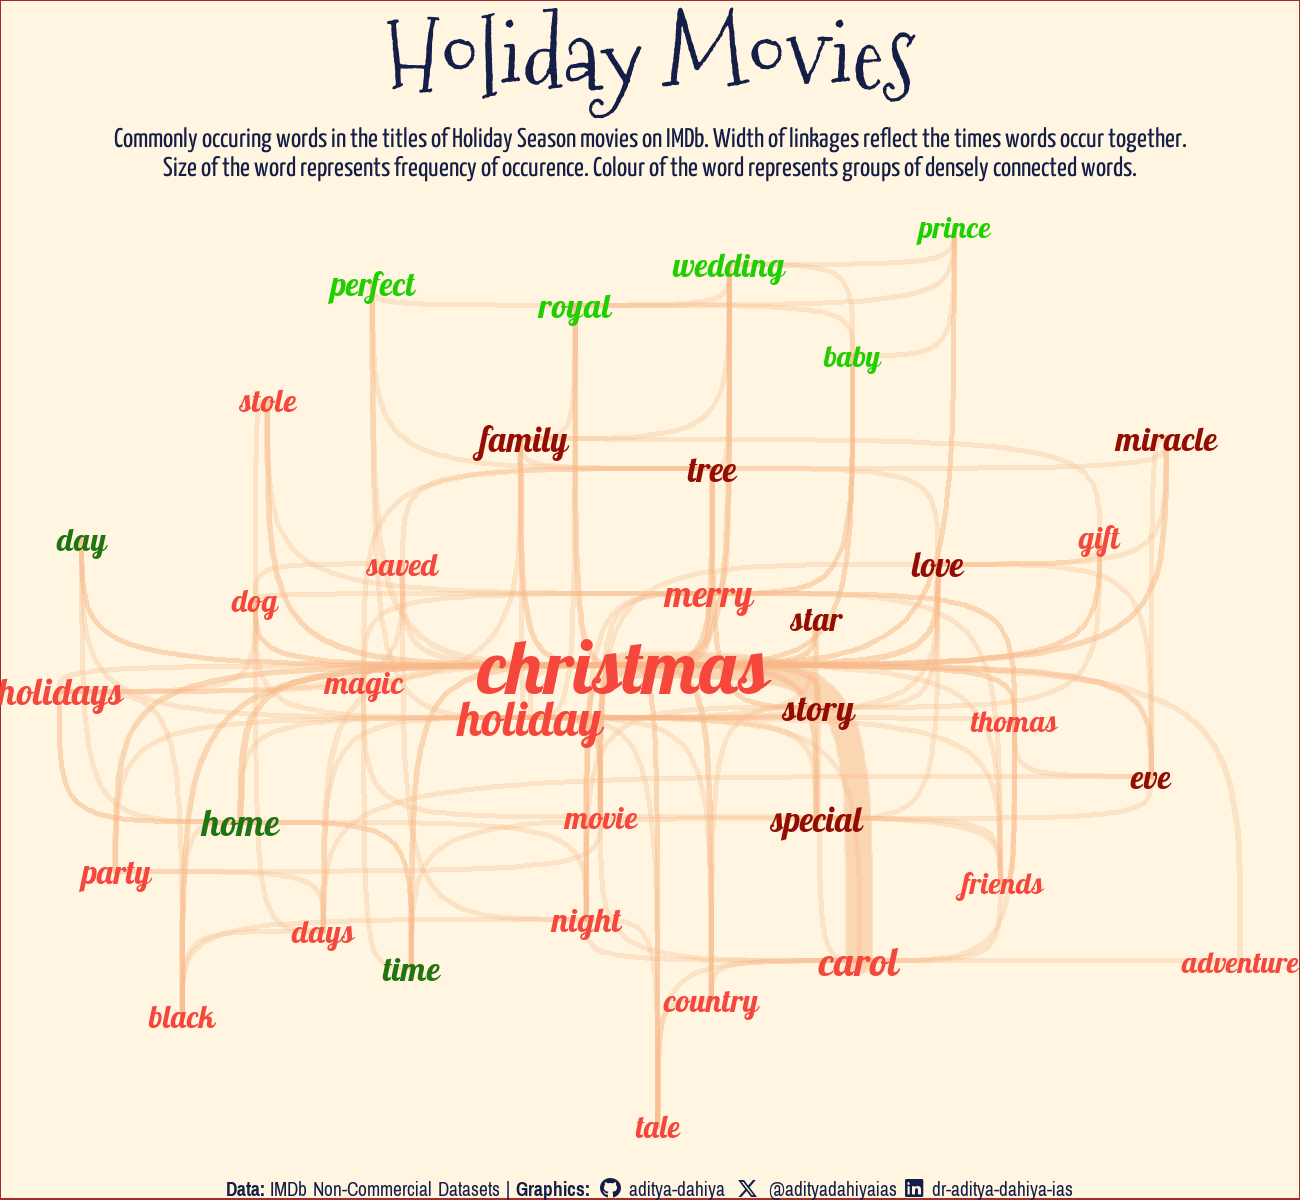 Holiday Movies
Commonly occuring words in the titles of Holiday Season movies on IMDb. Width of linkages reflect the times words occur together.
Size of the word represents frequency of occurence. Colour of the word represents groups of densely connected words.
prince
wedding
perfect
royal
baby
stole
family
miracle
tree
day
gift
saved
love
dog
merry
star
christmas
magic
holidays
story
holiday
thomas
eve
home
movie
special
party
friends
night
days
carol
adventure
time
country
black
tale
Data: IMDb Non-Commercial Datasets | Graphics: aditya-dahiya @adityadahiyaias dr-aditya-dahiya-ias